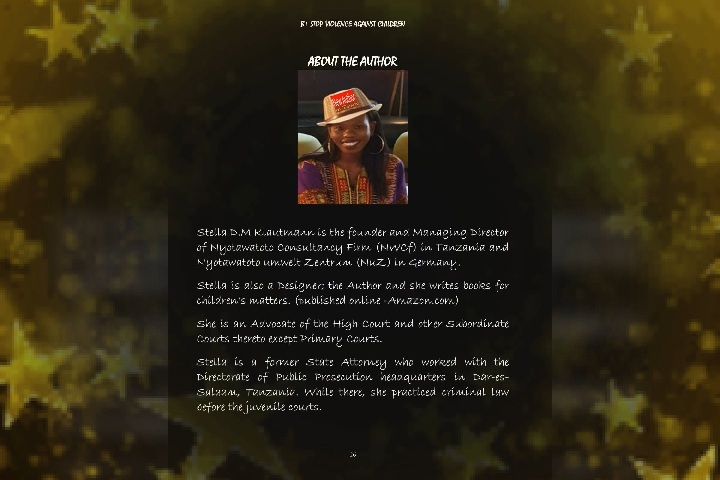 STOP VIOLENCE AGAINST CHILDREN
ABOUT THE AUTHOR
Stella D.M Klautmann is the founder and Managing Director
of Nyotawatoto Consultancy Firm (NWCf) in Tanzania and
Nyotawatoto umwelt Zentrum (NuZ) in Germany.
Stella is also a Designer; the Author and she writes books for
children's matters. (published online -Amazon.com)
She is an Advocate of the High Court and other Subordinate
Courts thereto except Primary Courts.
Stella is a former State Attorney who worked with the
Directorate of Public Prosecution headquarters in Dar-es-
Salaam, Tanzania. While there, she practiced criminal law
before the juvenile courts.